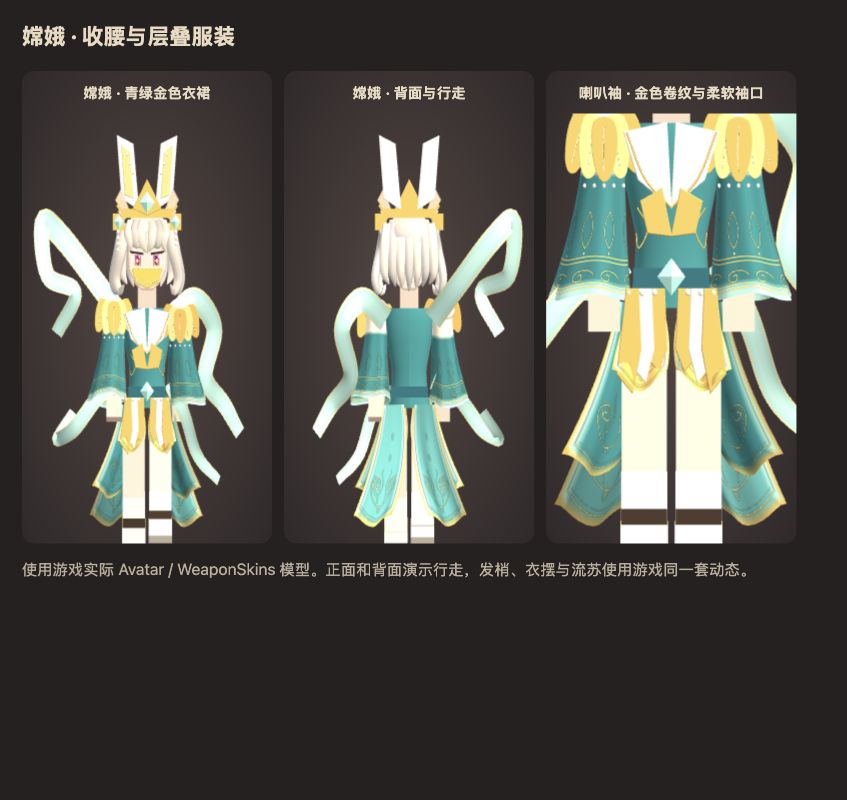 嫦娥 · 收腰与层叠服装
嫦娥 · 青绿金色衣裙
嫦娥 · 背面与行走
喇叭袖 · 金色卷纹与柔软袖口
使用游戏实际 Avatar / WeaponSkins 模型。正面和背面演示行走，发梢、衣摆与流苏使用游戏同一套动态。